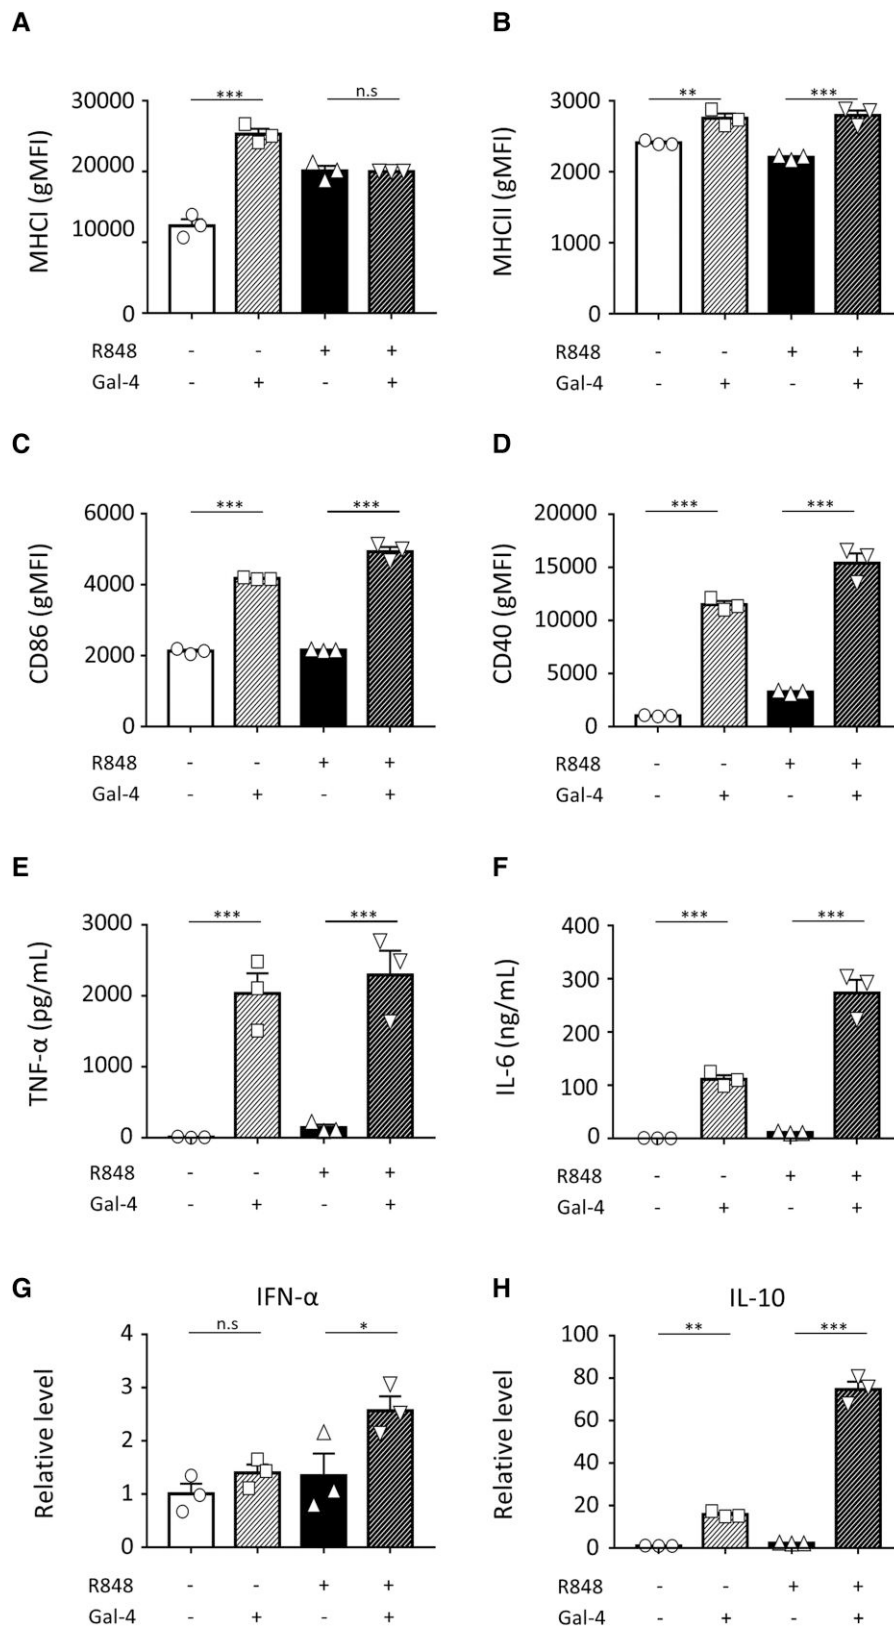 A
B
***
n.s
**
***
30000
20000
10000
0
MHCI (gMFI)
3000
2000
1000
0
MHCII (gMFI)
R848 - - + +
Gal-4 - + - +
R848 - - + +
Gal-4 - + - +
C
D
***
***
***
***
6000
4000
2000
0
CD86 (gMFI)
20000
15000
10000
5000
0
CD40 (gMFI)
R848 - - + +
Gal-4 - + - +
R848 - - + +
Gal-4 - + - +
E
F
***
***
***
***
3000
2000
1000
0
TNF-α (pg/mL)
400
300
200
100
0
IL-6 (ng/mL)
R848 - - + +
Gal-4 - + - +
R848 - - + +
Gal-4 - + - +
G
IFN-α
H
IL-10
n.s
*
**
***
4
3
2
1
0
Relative level
100
80
60
40
20
0
Relative level
R848 - - + +
Gal-4 - + - +
R848 - - + +
Gal-4 - + - +